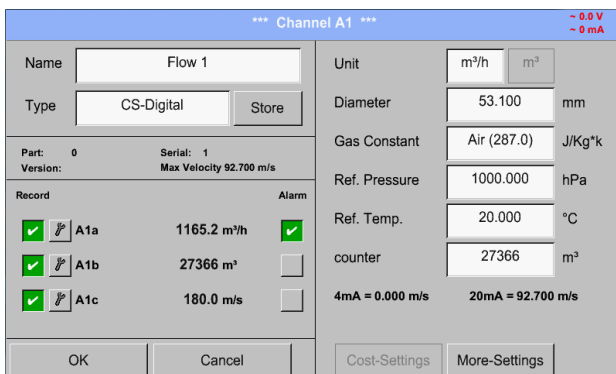 *** Channel A1 ***
~ 0.0 V
~ 0 mA
Name Flow 1
Type CS-Digital Store
Part: 0 Serial: 1
Version: Max Velocity 92.700 m/s
Record Alarm
A1a 1165.2 m³/h
A1b 27366 m³
A1c 180.0 m/s
OK Cancel
Unit m³/h m³
Diameter 53.100 mm
Gas Constant Air (287.0) J/Kg*k
Ref. Pressure 1000.000 hPa
Ref. Temp. 20.000 °C
counter 27366 m³
4mA = 0.000 m/s 20mA = 92.700 m/s
Cost-Settings More-Settings